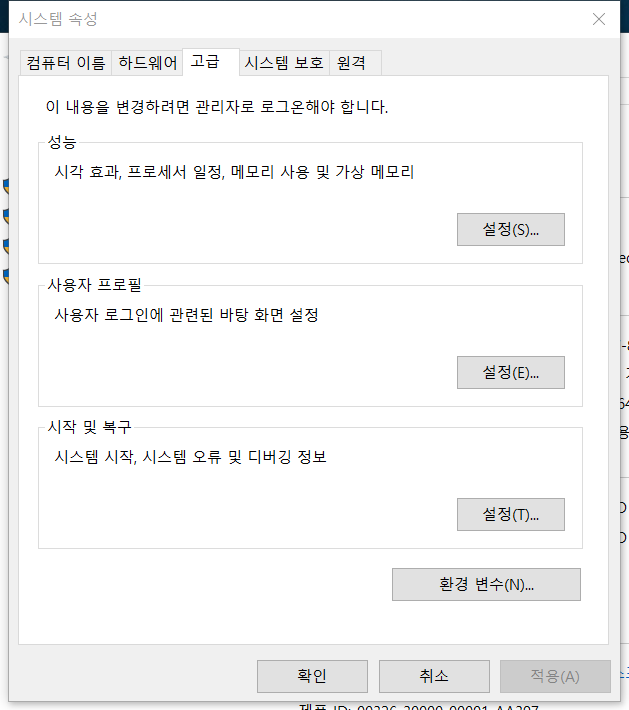 시스템 속성
컴퓨터 이름 하드웨어 고급 시스템 보호 원격
이 내용을 변경하려면 관리자로 로그온해야 합니다.
성능
시각 효과, 프로세서 일정, 메모리 사용 및 가상 메모리
설정(S)...
사용자 프로필
사용자 로그인에 관련된 바탕 화면 설정
설정(E)...
시작 및 복구
시스템 시작, 시스템 오류 및 디버깅 정보
설정(T)...
환경 변수(N)...
확인 취소 적용(A)